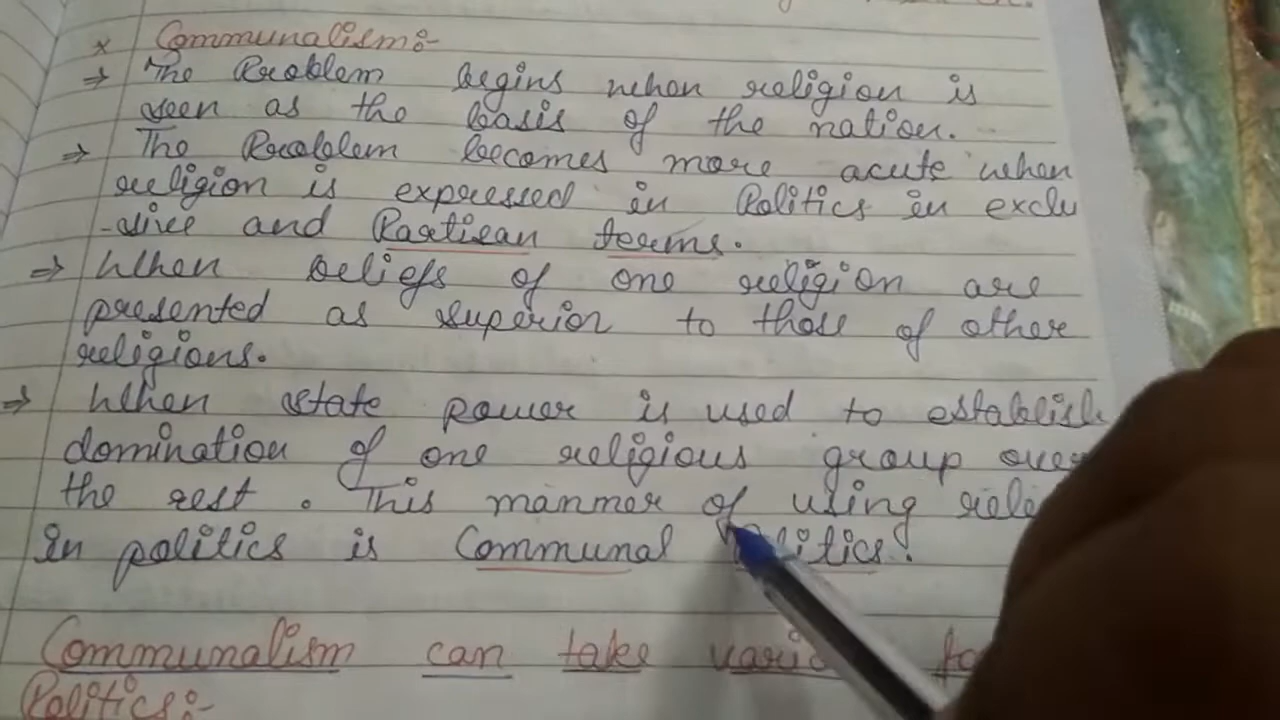 * Communalism:-
⇒ The Problem begins when religion is
seen as the basis of the nation.
⇒ The Problem becomes more acute when
religion is expressed in Politics in exclu
-sive and Partisan terms.
⇒ When beliefs of one religion are
presented as superior to those of other
religions.
⇒ When state power is used to establish
domination of one religious group over
the rest. This manner of using
in politics is Communal Politics.
Communalism can take
Politics:-